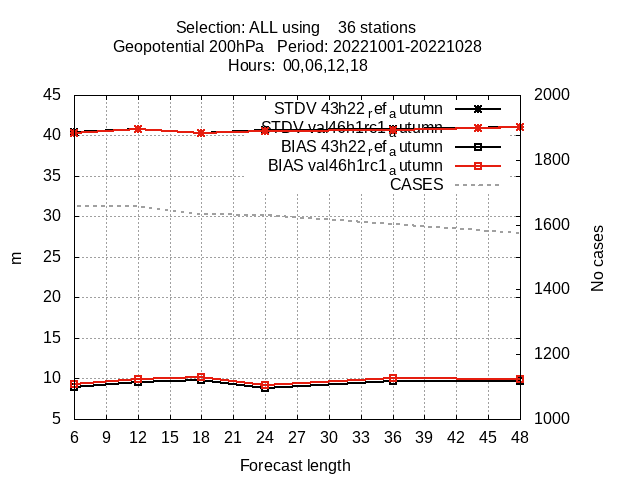 Selection: ALL using    36 stations
Geopotential 200hPa   Period: 20221001-20221028
Hours:  00,06,12,18
45 2000
STDV 43h22ref_autumn
STDV val46h1rc1_autumn
40
BIAS 43h22ref_autumn
BIAS val46h1rc1_autumn
1800
35
CASES
30
1600
25
m
No cases
20 1400
15
1200
10
5 1000
6 9 12 15 18 21 24 27 30 33 36 39 42 45 48
Forecast length